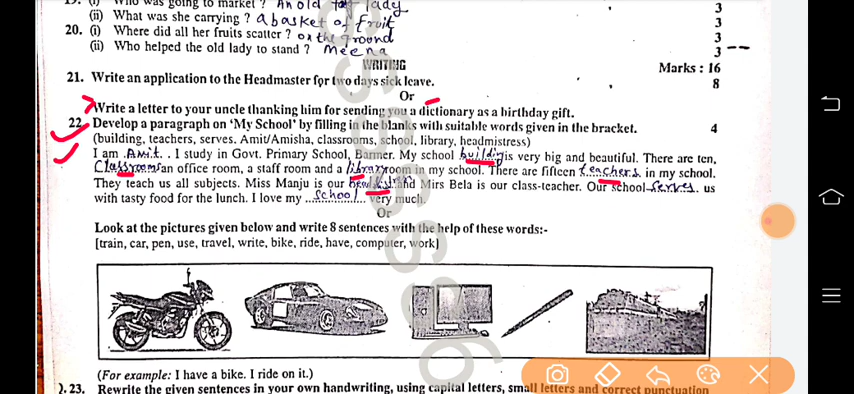 19. (i) Who was going to market ? An old lady
(ii) What was she carrying ? a basket of fruit 3
20. (i) Where did all her fruits scatter ? on the ground 3
(ii) Who helped the old lady to stand ? Meena 3
WRITING Marks : 16
21. Write an application to the Headmaster for two days sick leave. 8
Or
Write a letter to your uncle thanking him for sending you a dictionary as a birthday gift.
22. Develop a paragraph on 'My School' by filling in the blanks with suitable words given in the bracket. 4
(building, teachers, serves. Amit/Amisha, classrooms, school, library, headmistress)
I am .Amit. . I study in Govt. Primary School, Barmer. My school building is very big and beautiful. There are ten,
Classrooms an office room, a staff room and a library room in my school. There are fifteen teachers in my school.
They teach us all subjects. Miss Manju is our and Mirs Bela is our class-teacher. Our school serves us
with tasty food for the lunch. I love my ...school... very much.
Or
Look at the pictures given below and write 8 sentences with the help of these words:-
[train, car, pen, use, travel, write, bike, ride, have, computer, work]
(For example: I have a bike. I ride on it.)
23. Rewrite the given sentences in your own handwriting, using capital letters, small letters and correct punctuation